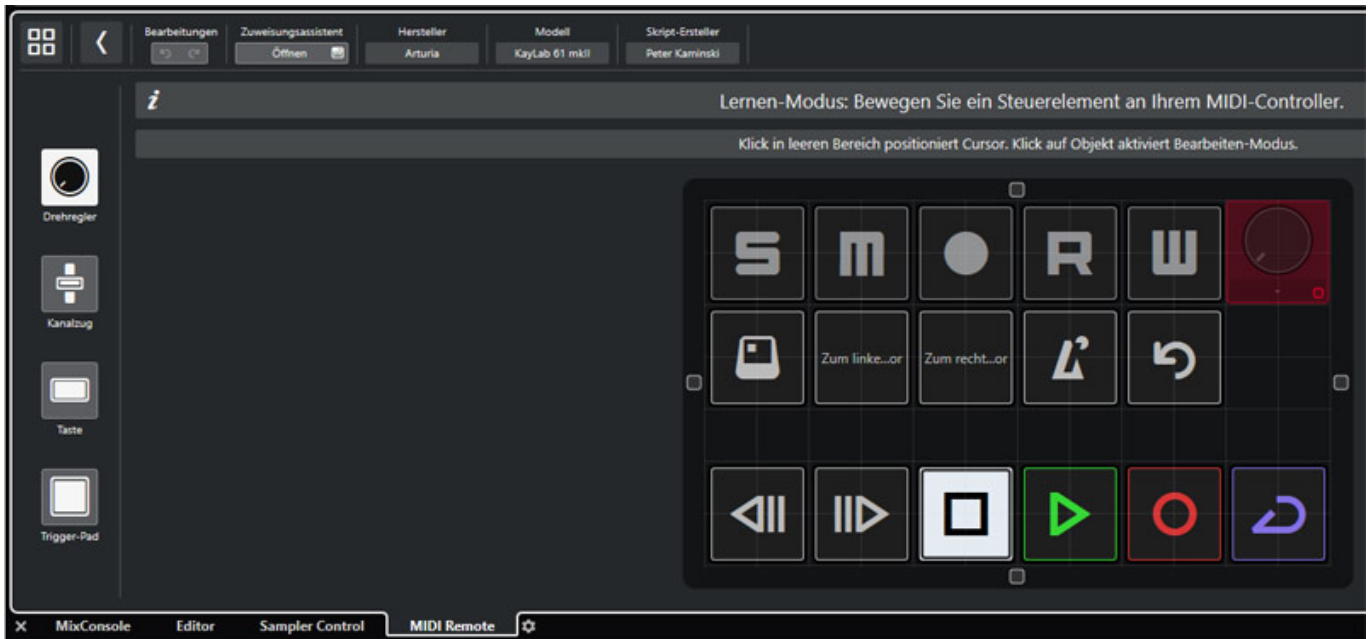 Bearbeitungen Zuweisungsassistent Hersteller Modell Skript-Ersteller
Öffnen Arturia KayLab 61 mkII Peter Kaminski
i Lernen-Modus: Bewegen Sie ein Steuerelement an Ihrem MIDI-Controller.
Klick in leeren Bereich positioniert Cursor. Klick auf Objekt aktiviert Bearbeiten-Modus.
Drehregler
S M R W
Kanalzug
Zum linke...or Zum recht...or
Taste
Trigger-Pad
MixConsole Editor Sampler Control MIDI Remote